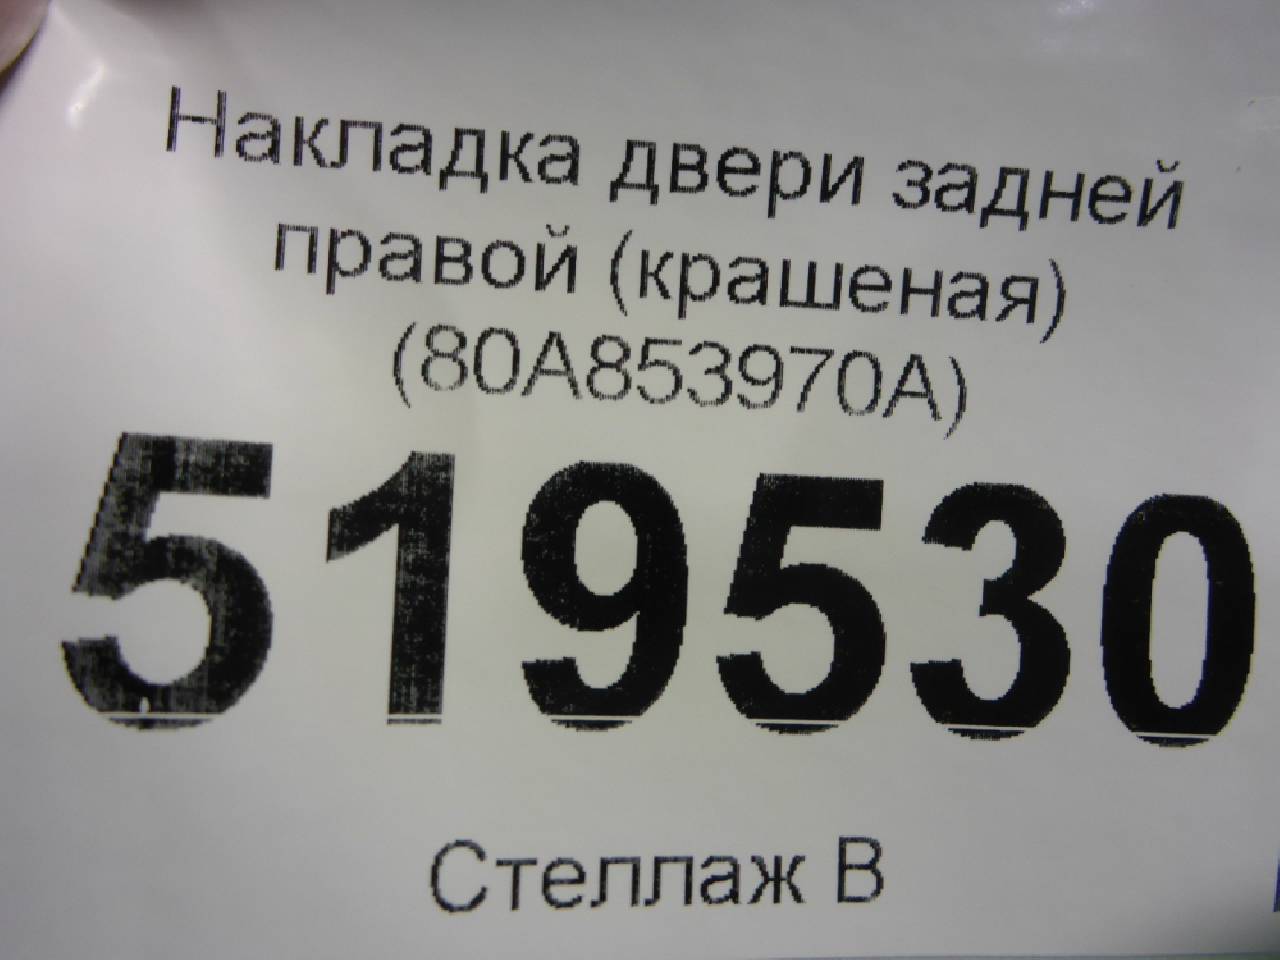 Накладка двери задней
правой (крашеная)
(80A853970A)
519530
Стеллаж В